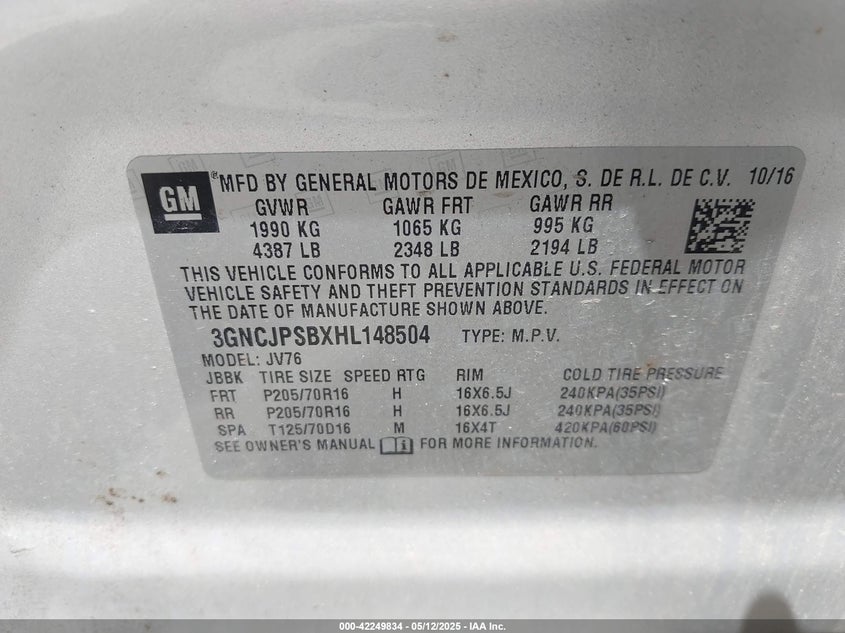 GM
® MFD BY GENERAL MOTORS DE MEXICO, S. DE R.L. DE C.V. 10/16
GVWR GAWR FRT GAWR RR
1990 KG 1065 KG 995 KG
4387 LB 2348 LB 2194 LB
THIS VEHICLE CONFORMS TO ALL APPLICABLE U.S. FEDERAL MOTOR
VEHICLE SAFETY AND THEFT PREVENTION STANDARDS IN EFFECT ON
THE DATE OF MANUFACTURE SHOWN ABOVE.
3GNCJPSBXHL148504 TYPE: M.P.V.
MODEL: JV76
JBBK TIRE SIZE SPEED RTG RIM COLD TIRE PRESSURE
FRT P205/70R16 H 16X6.5J 240KPA(35PSI)
RR P205/70R16 H 16X6.5J 240KPA(35PSI)
SPA T125/70D16 M 16X4T 420KPA(60PSI)
SEE OWNER'S MANUAL FOR MORE INFORMATION.
000-42249834 - 05/12/2025 - IAA Inc.